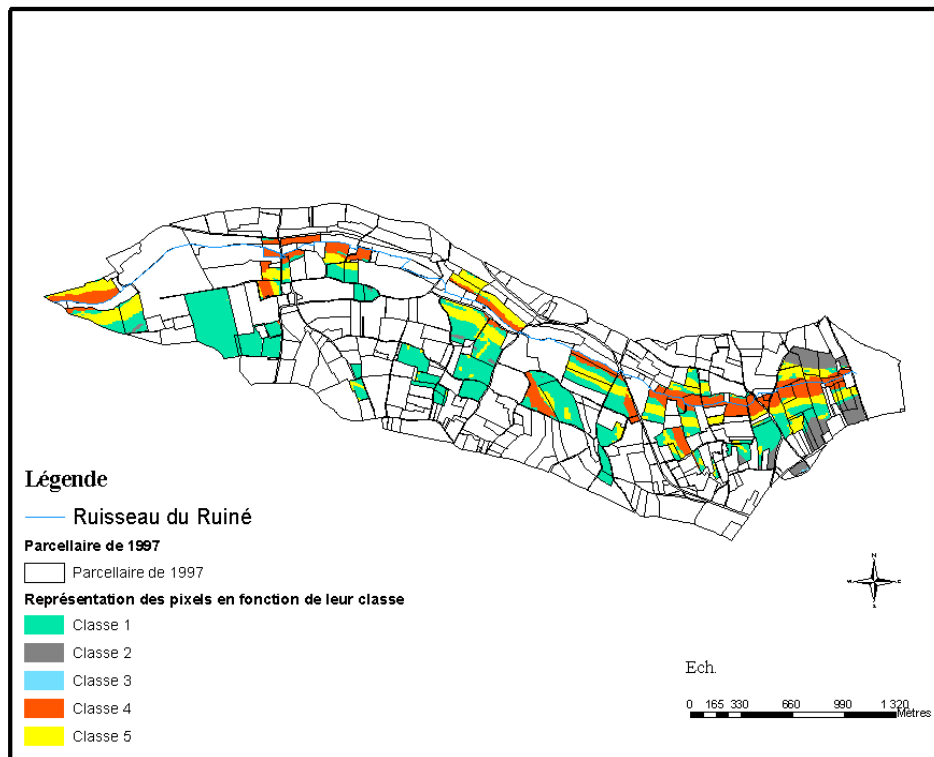 Légende
Ruisseau du Ruiné
Parcellaire de 1997
Parcellaire de 1997
Représentation des pixels en fonction de leur classe
Classe 1
Classe 2
Classe 3
Classe 4
Classe 5
N
S
Ech.
0 165 330 660 990 1 320
Mètres